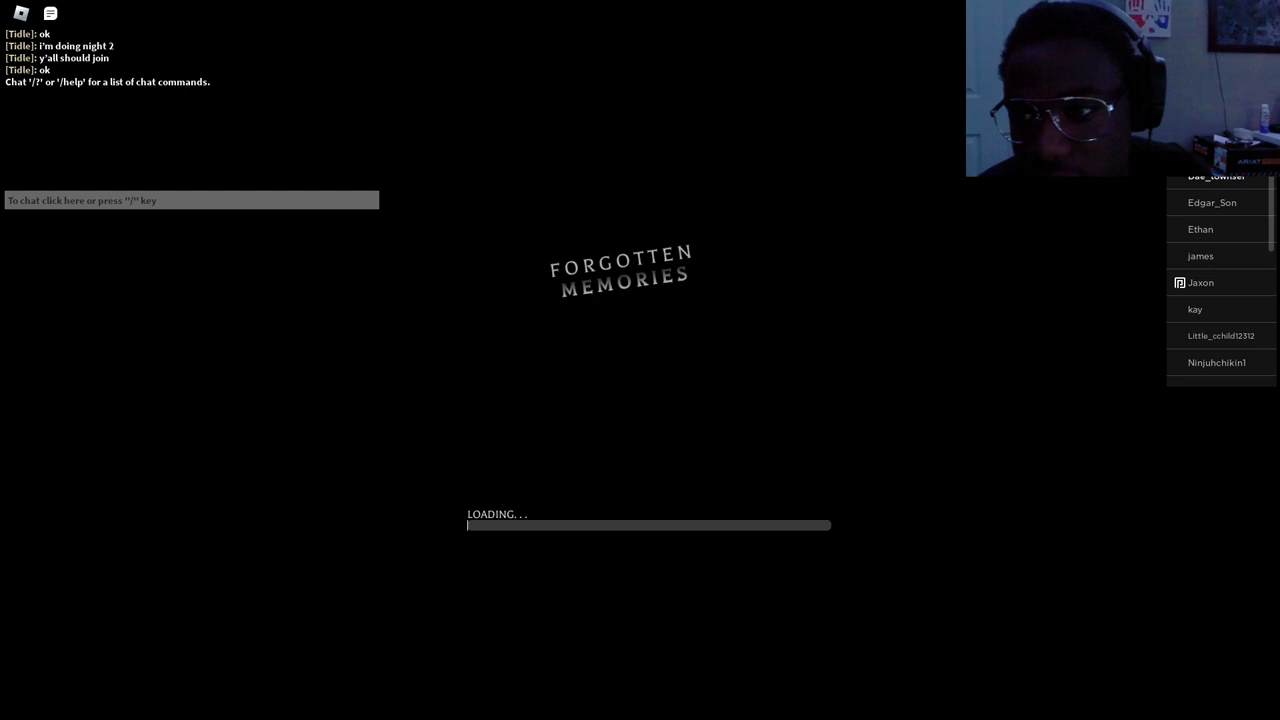 [Tidle]: ok
[Tidle]: i'm doing night 2
[Tidle]: y'all should join
[Tidle]: ok
Chat '/?' or '/help' for a list of chat commands.
To chat click here or press "/" key
FORGOTTEN
MEMORIES
LOADING. . .
ARIAT
Edgar_Son
Ethan
james
Jaxon
kay
Little_cchild12312
Ninjuhchikin1